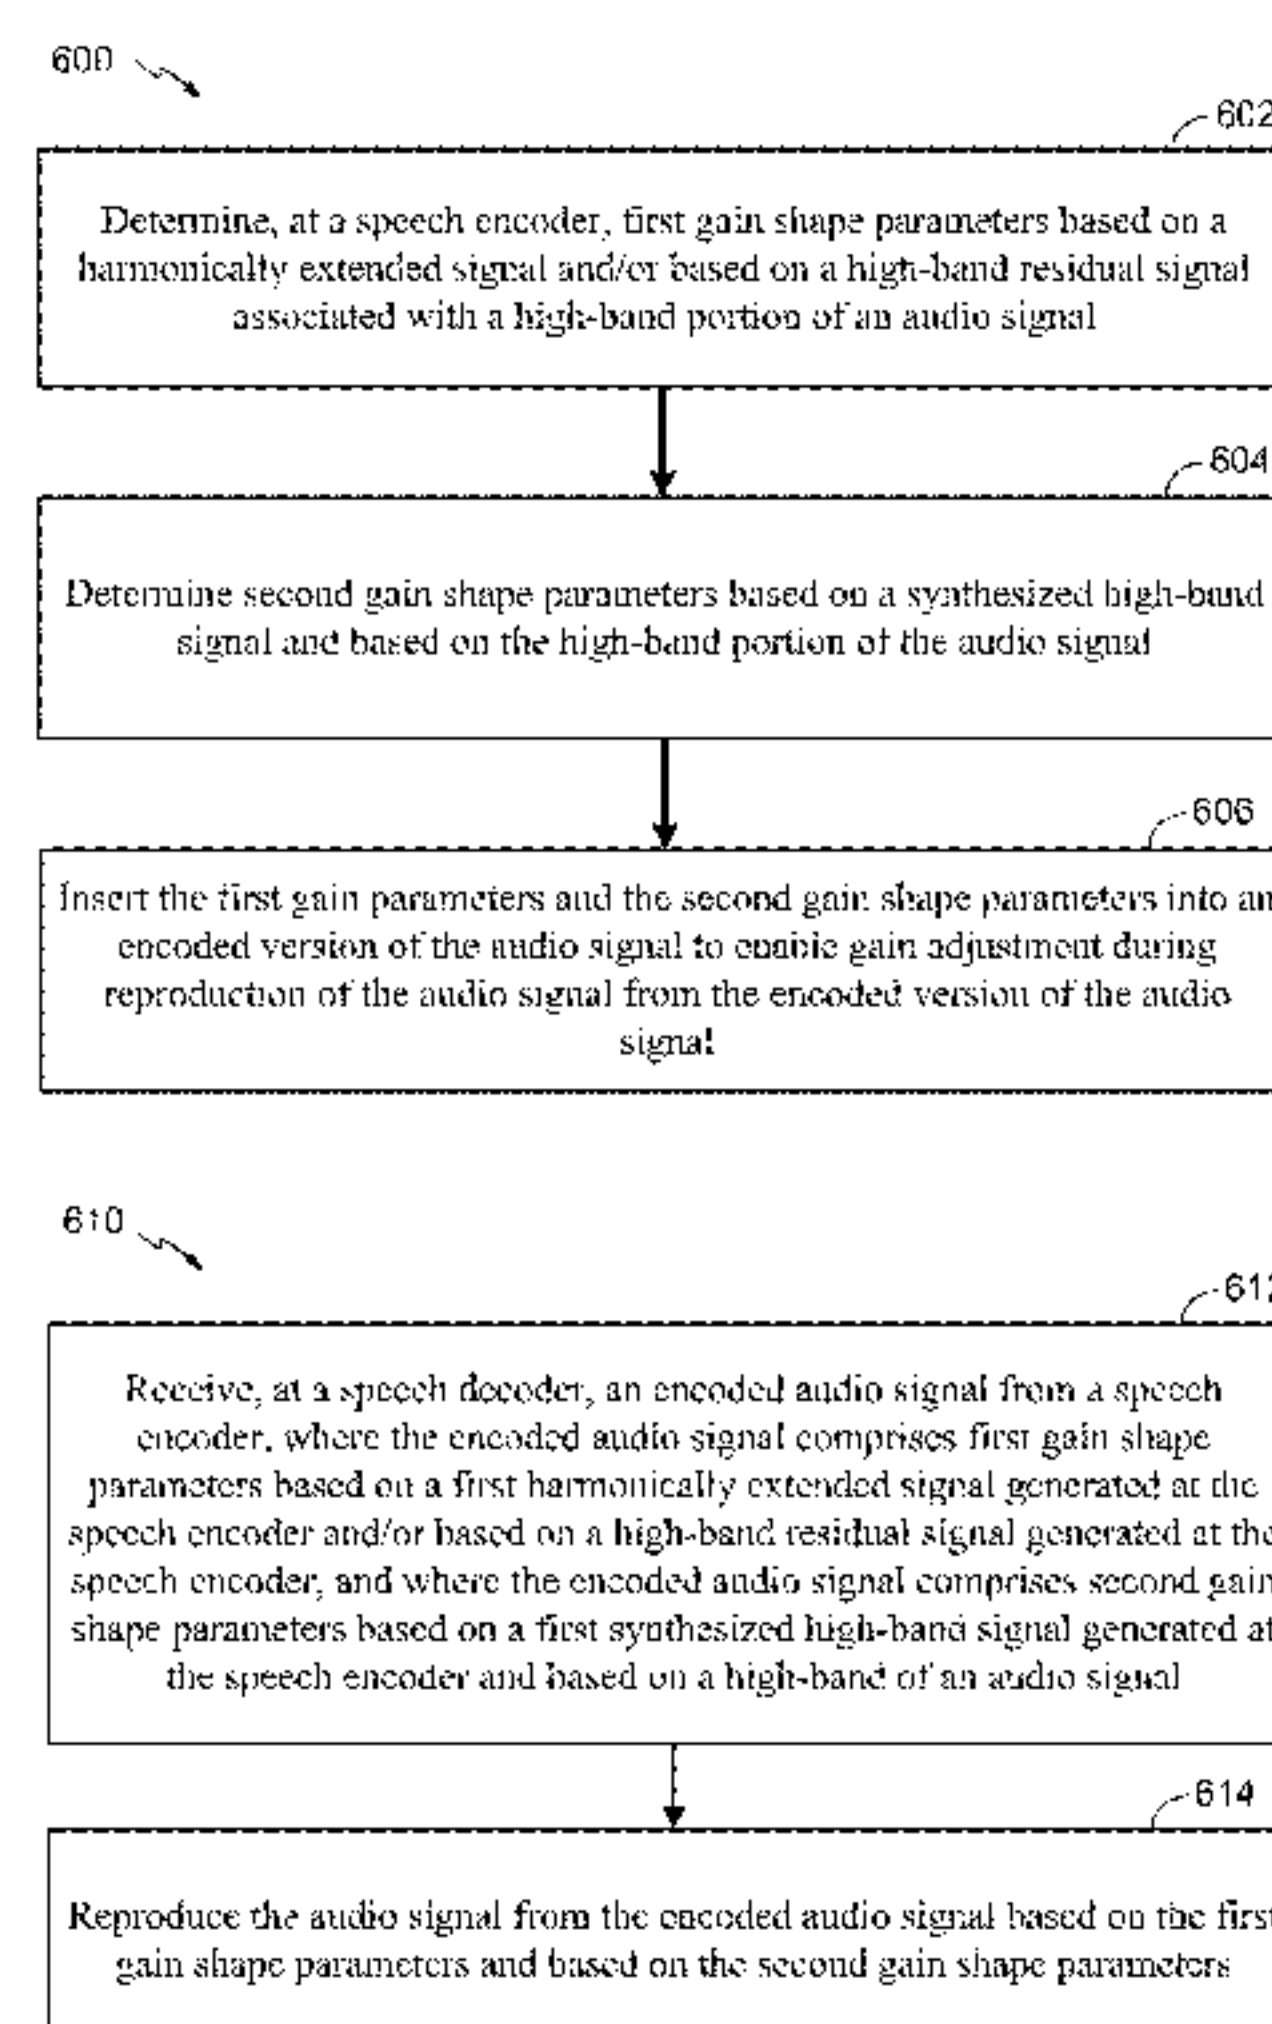 600
602
Determine, at a speech encoder, first gain shape parameters based on a
harmonically extended signal and/or based on a high-band residual signal
associated with a high-band portion of an audio signal
604
Determine second gain shape parameters based on a synthesized high-band
signal and based on the high-band portion of the audio signal
606
Insert the first gain parameters and the second gain shape parameters into an
encoded version of the audio signal to enable gain adjustment during
reproduction of the audio signal from the encoded version of the audio
signal
610
612
Receive, at a speech decoder, an encoded audio signal from a speech
encoder, where the encoded audio signal comprises first gain shape
parameters based on a first harmonically extended signal generated at the
speech encoder and/or based on a high-band residual signal generated at the
speech encoder, and where the encoded audio signal comprises second gain
shape parameters based on a first synthesized high-band signal generated at
the speech encoder and based on a high-band of an audio signal
614
Reproduce the audio signal from the encoded audio signal based on the first
gain shape parameters and based on the second gain shape parameters